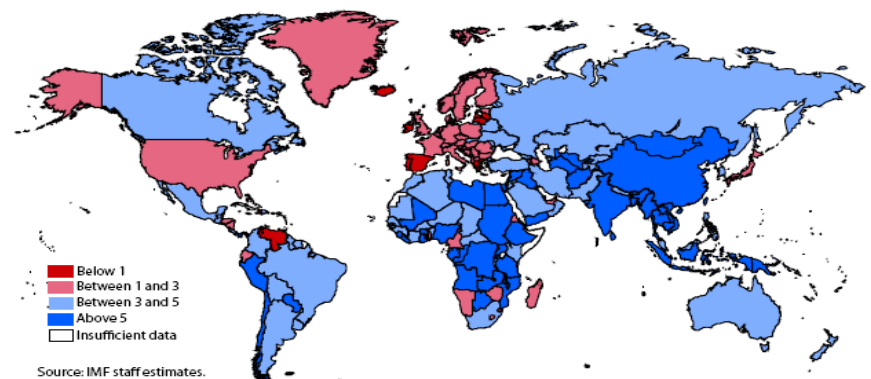 Below 1
Between 1 and 3
Between 3 and 5
Above 5
Insufficient data
Source: IMF staff estimates.